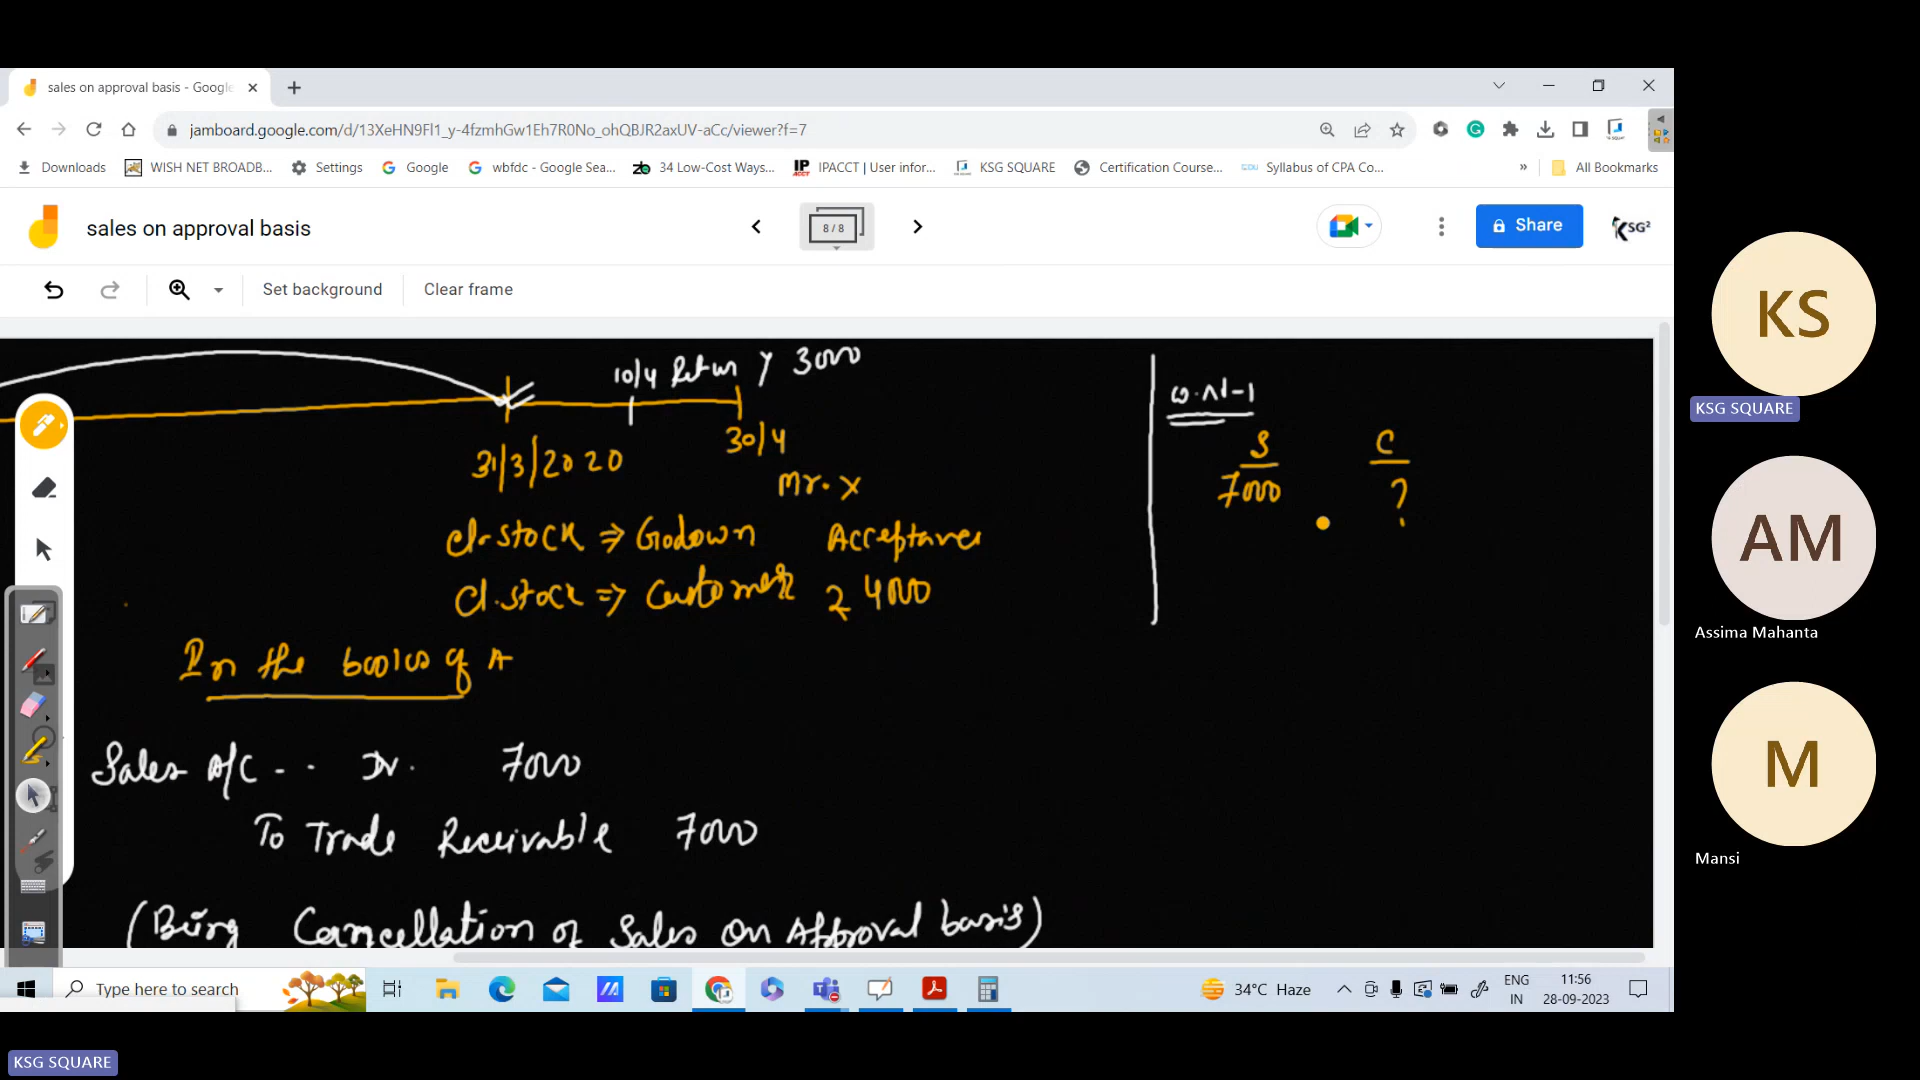 sales on approval basis - Google
jamboard.google.com/d/13XeHN9Fl1_y-4fzmhGw1Eh7R0No_ohQBJR2axUV-aCc/viewer?f=7
Downloads WISH NET BROADB... Settings Google wbfdc - Google Sea... 34 Low-Cost Ways... IPACCT | User infor... KSG SQUARE Certification Course... Syllabus of CPA Co... » All Bookmarks
sales on approval basis
8 / 8
Share
KSG²
Set background
Clear frame
10/4 Return Y 3000
31/3/2020
30/4
Mr. X
cl. stock ⇒ Godown Acceptance
cl. stock ⇒ Customer 4000
In the books of A
Sales A/C - - Dr. 7000
To Trade Receivable 7000
(Being Cancellation of Sales On Approval basis)
W.N-1
S C
7000 ?
KS
KSG SQUARE
AM
Assima Mahanta
M
Mansi
Type here to search
34°C Haze
ENG
IN
11:56
28-09-2023
KSG SQUARE